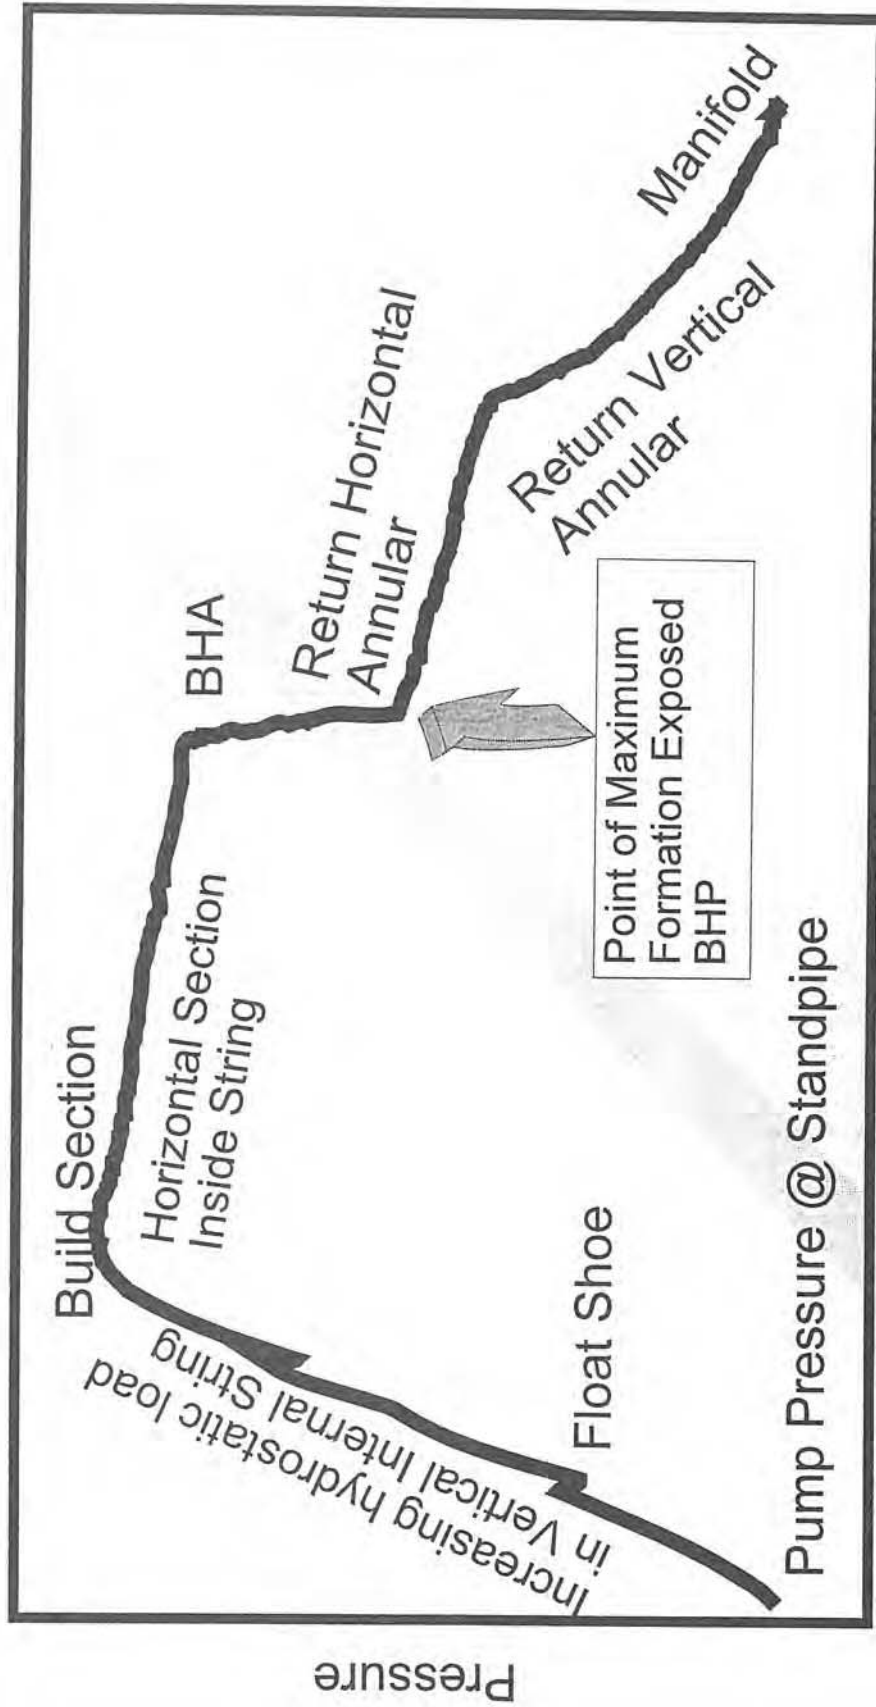 Pressure
Build Section
Increasing hydrostatic load
in Vertical Internal String
Horizontal Section
Inside String
BHA
Return Horizontal
Annular
Float Shoe
Point of Maximum
Formation Exposed
BHP
Return Vertical
Annular
Manifold
Pump Pressure @ Standpipe